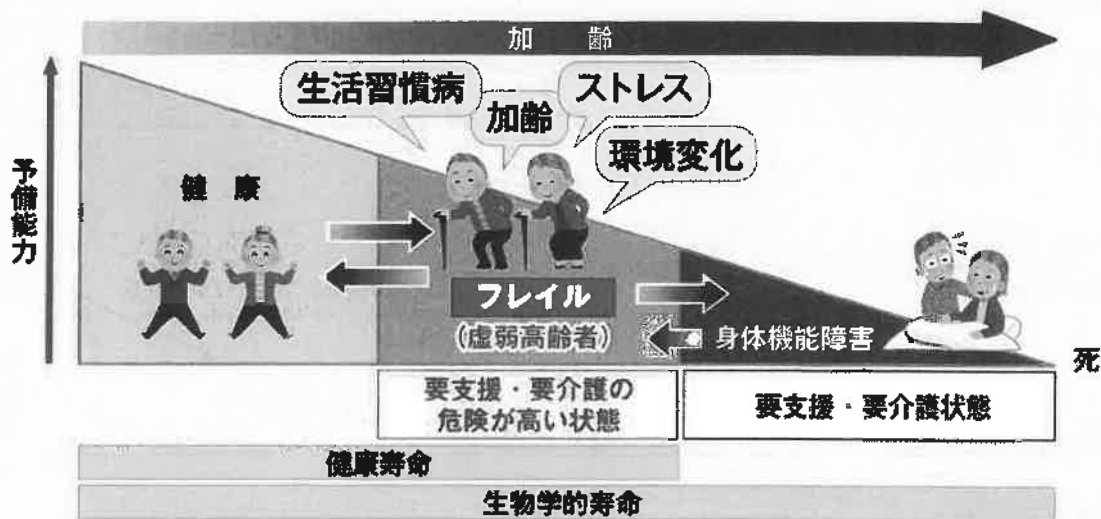 加 齢
生活習慣病
加齢
ストレス
環境変化
予備能力
健 康
フレイル
(虚弱高齢者)
身体機能障害
死
要支援・要介護の
危険が高い状態
要支援・要介護状態
健康寿命
生物学的寿命